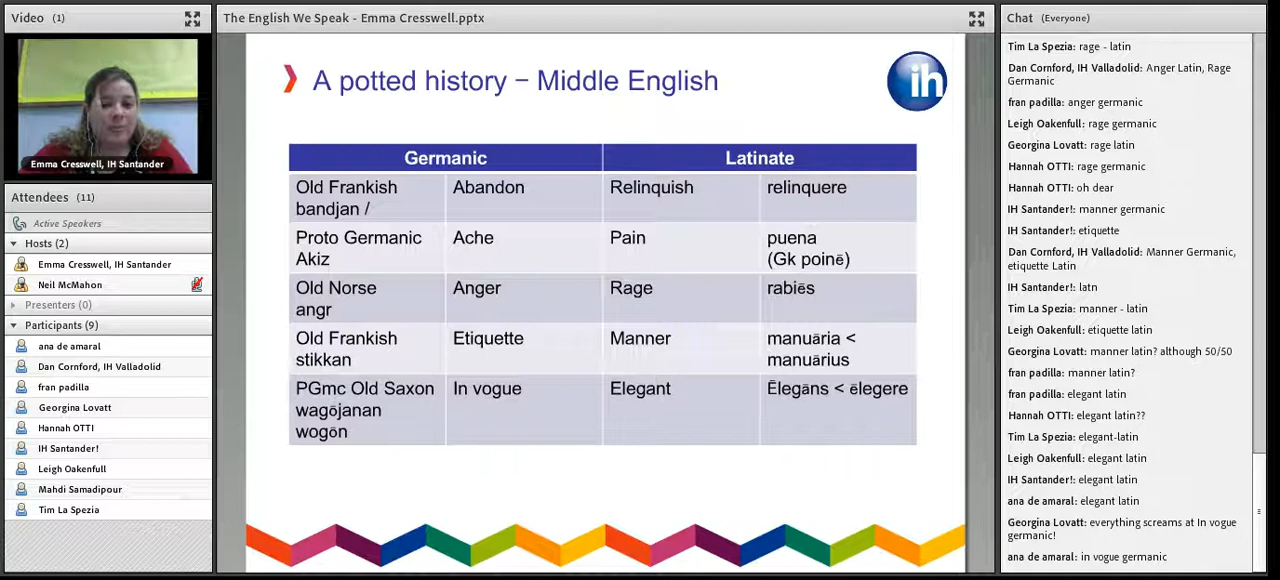 Video (1)
Emma Cresswell, IH Santander
Attendees (11)
Active Speakers
Hosts (2)
Emma Cresswell, IH Santander
Neil McMahon
Presenters (0)
Participants (9)
ana de amaral
Dan Cornford, IH Valladolid
fran padilla
Georgina Lovatt
Hannah OTTI
IH Santander!
Leigh Oakenfull
Mahdi Samadipour
Tim La Spezia
The English We Speak - Emma Cresswell.pptx
A potted history – Middle English
ih
Germanic Latinate
Old Frankish Abandon Relinquish relinquere
bandjan /
Proto Germanic Ache Pain puena
Akiz (Gk poinē)
Old Norse Anger Rage rabiēs
angr
Old Frankish Etiquette Manner manuāria <
stikkan manuārius
PGmc Old Saxon In vogue Elegant Ēlegāns < ēlegere
wagōjanan
wogōn
Chat (Everyone)
Tim La Spezia: rage - latin
Dan Cornford, IH Valladolid: Anger Latin, Rage
Germanic
fran padilla: anger germanic
Leigh Oakenfull: rage germanic
Georgina Lovatt: rage latin
Hannah OTTI: rage germanic
Hannah OTTI: oh dear
IH Santander!: manner germanic
IH Santander!: etiquette
Dan Cornford, IH Valladolid: Manner Germanic,
etiquette Latin
IH Santander!: latn
Tim La Spezia: manner - latin
Leigh Oakenfull: etiquette latin
Georgina Lovatt: manner latin? although 50/50
fran padilla: manner latin?
fran padilla: elegant latin
Hannah OTTI: elegant latin??
Tim La Spezia: elegant-latin
Leigh Oakenfull: elegant latin
IH Santander!: elegant latin
ana de amaral: elegant latin
Georgina Lovatt: everything screams at In vogue
germanic!
ana de amaral: in vogue germanic